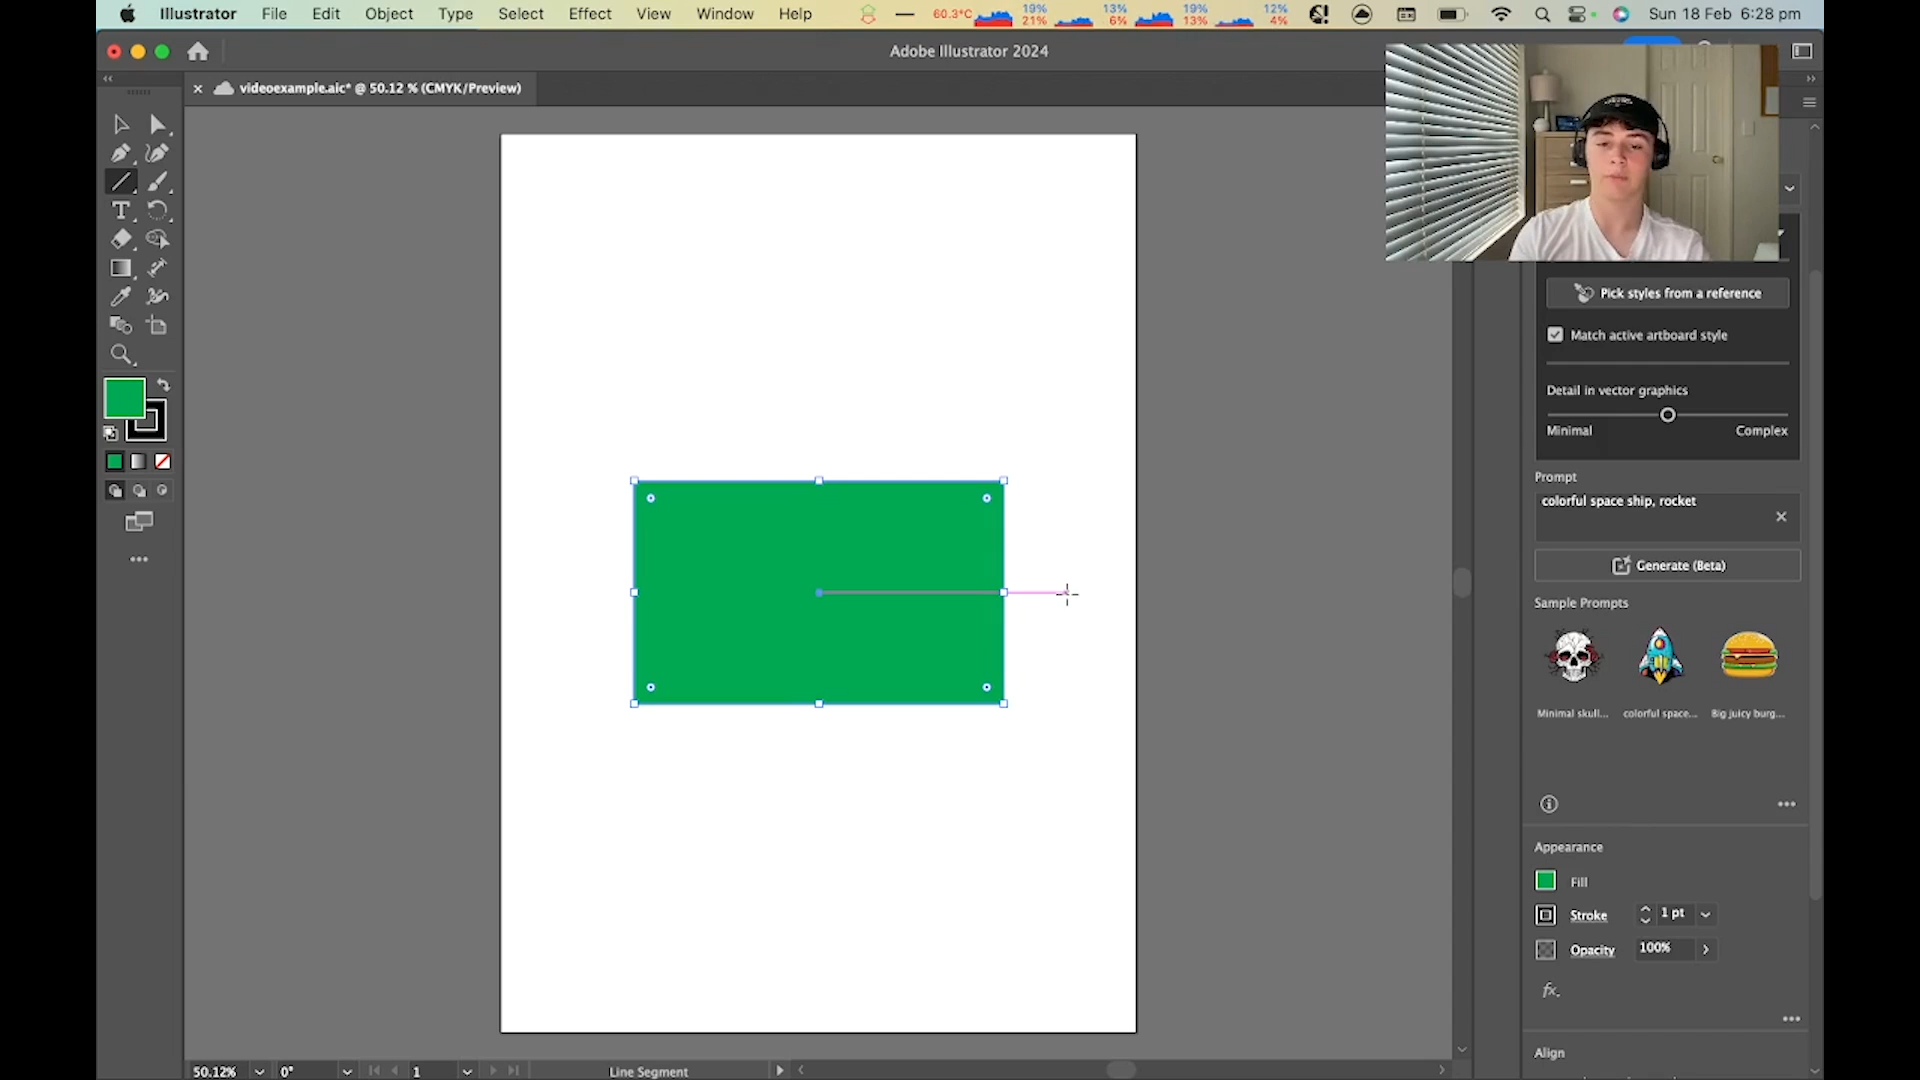 Illustrator File Edit Object Type Select Effect View Window Help 60.3°C 19% 21% 13% 6% 19% 13% 12% 4% Sun 18 Feb 6:28 pm
Adobe Illustrator 2024
videoexample.aic* @ 50.12 % (CMYK/Preview)
Pick styles from a reference
Match active artboard style
Detail in vector graphics
Minimal Complex
Prompt
colorful space ship, rocket
Generate (Beta)
Sample Prompts
Minimal skull... colorful space... Big juicy burg...
Appearance
Fill
Stroke 1 pt
Opacity 100%
fx.
Align
50.12% 0° 1 Line Segment